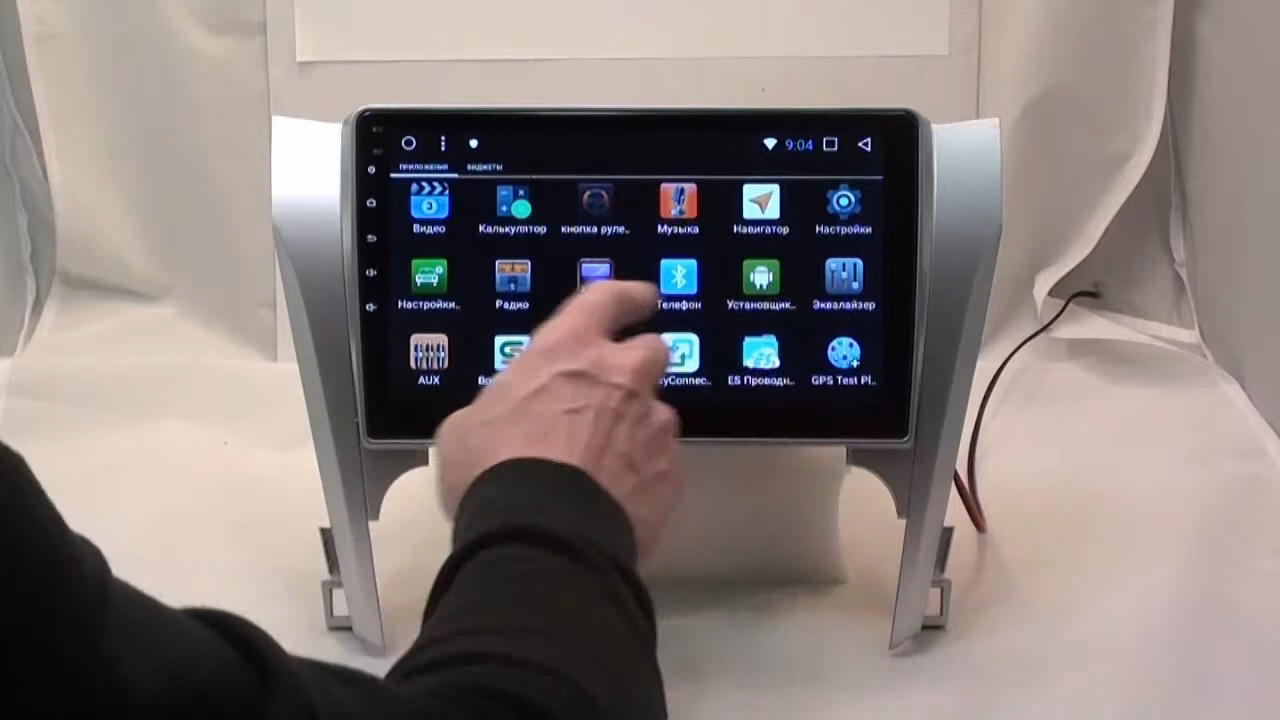 9:04
ПРИЛОЖЕНИЯ ВИДЖЕТЫ
Видео Калькулятор кнопка руле.. Музыка Навигатор Настройки
Настройки.. Радио Телефон Установщик.. Эквалайзер
AUX syConnec.. ES Проводн.. GPS Test Pl..